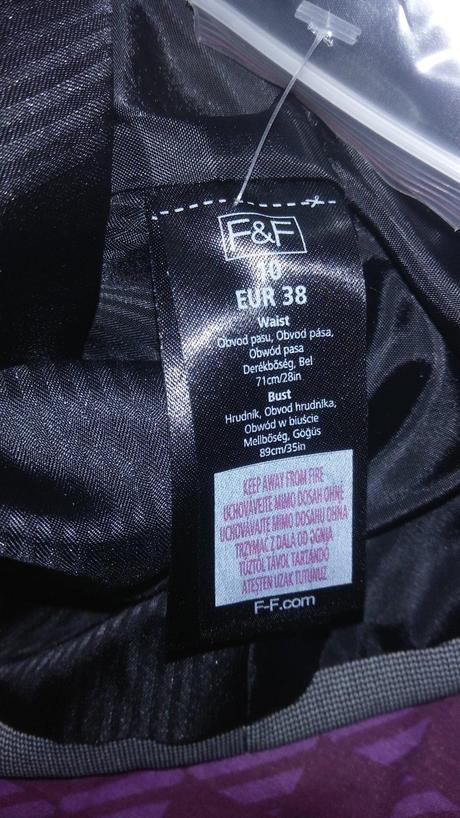 F&F
10
EUR 38
Waist
Obvod pasu, Obvod pása,
Obwód pasa
Derékbőség, Bel
71cm/28in
Bust
Hrudník, Obvod hrudníka,
Obwód w biuście
Mellbőség, Göğüs
89cm/35in
KEEP AWAY FROM FIRE
UCHOVÁVEJTE MIMO DOSAH OHNĚ
UCHOVÁVAJTE MIMO DOSAHU OHŇA
TRZYMAĆ Z DALA OD OGNIA
TŰZTŐL TÁVOL TARTANDÓ
ATEŞTEN UZAK TUTUNUZ
F-F.com